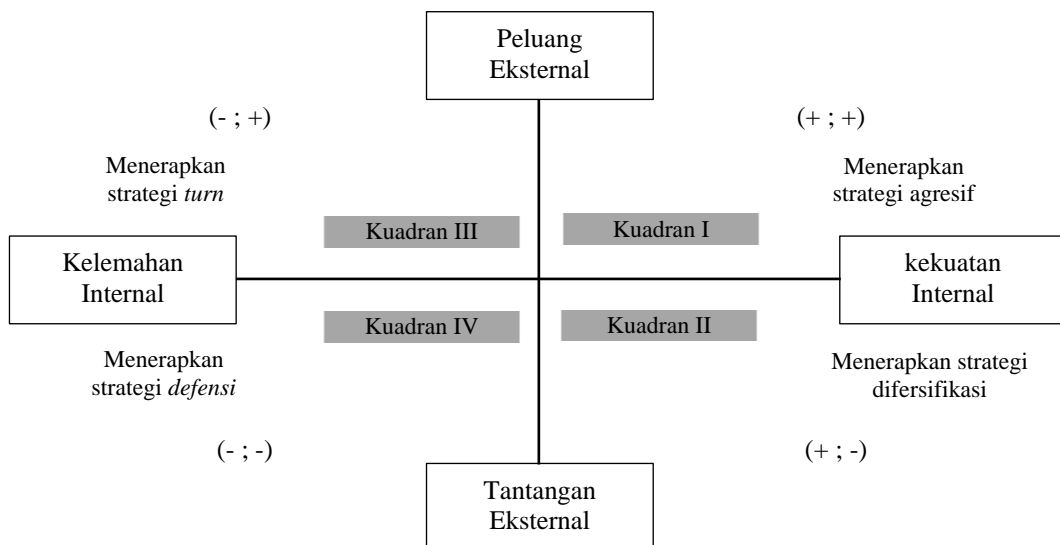 Peluang
Eksternal
(- ; +)
(+ ; +)
Menerapkan
strategi turn
Menerapkan
strategi agresif
Kuadran III
Kuadran I
Kelemahan
Internal
kekuatan
Internal
Kuadran IV
Kuadran II
Menerapkan
strategi defensi
Menerapkan strategi
difersifikasi
(- ; -)
(+ ; -)
Tantangan
Eksternal